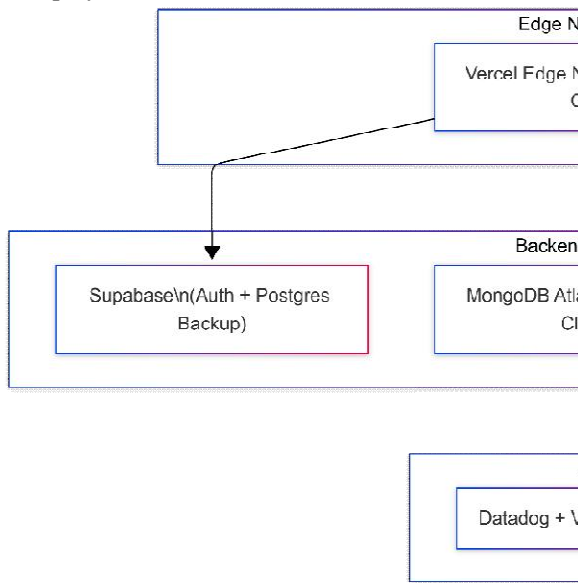 Edge N
Vercel Edge N
C
Backen
Supabase\n(Auth + Postgres
Backup)
MongoDB Atla
Cl
Datadog + V